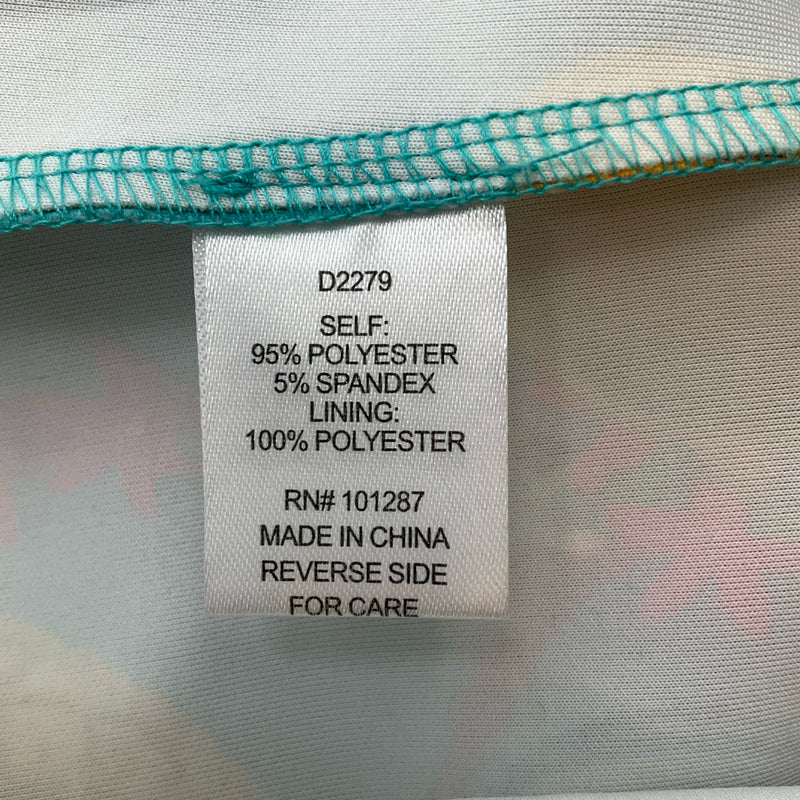 D2279
SELF:
95% POLYESTER
5% SPANDEX
LINING:
100% POLYESTER
RN# 101287
MADE IN CHINA
REVERSE SIDE
FOR CARE